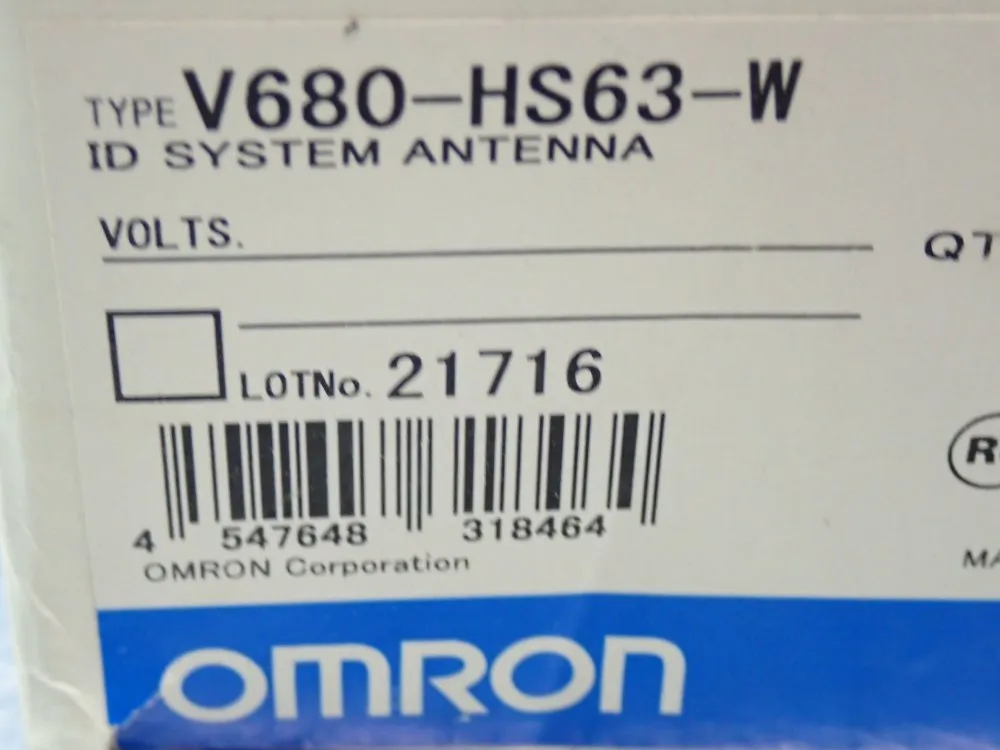 TYPE V680-HS63-W
ID SYSTEM ANTENNA
VOLTS.
LOTNo. 21716
4 547648 318464
OMRON Corporation
OMRON